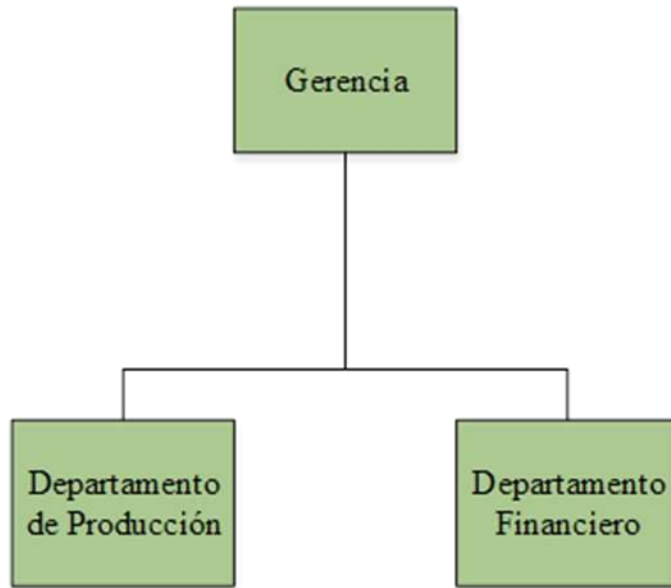 Gerencia
Departamento
de Producción
Departamento
Financiero